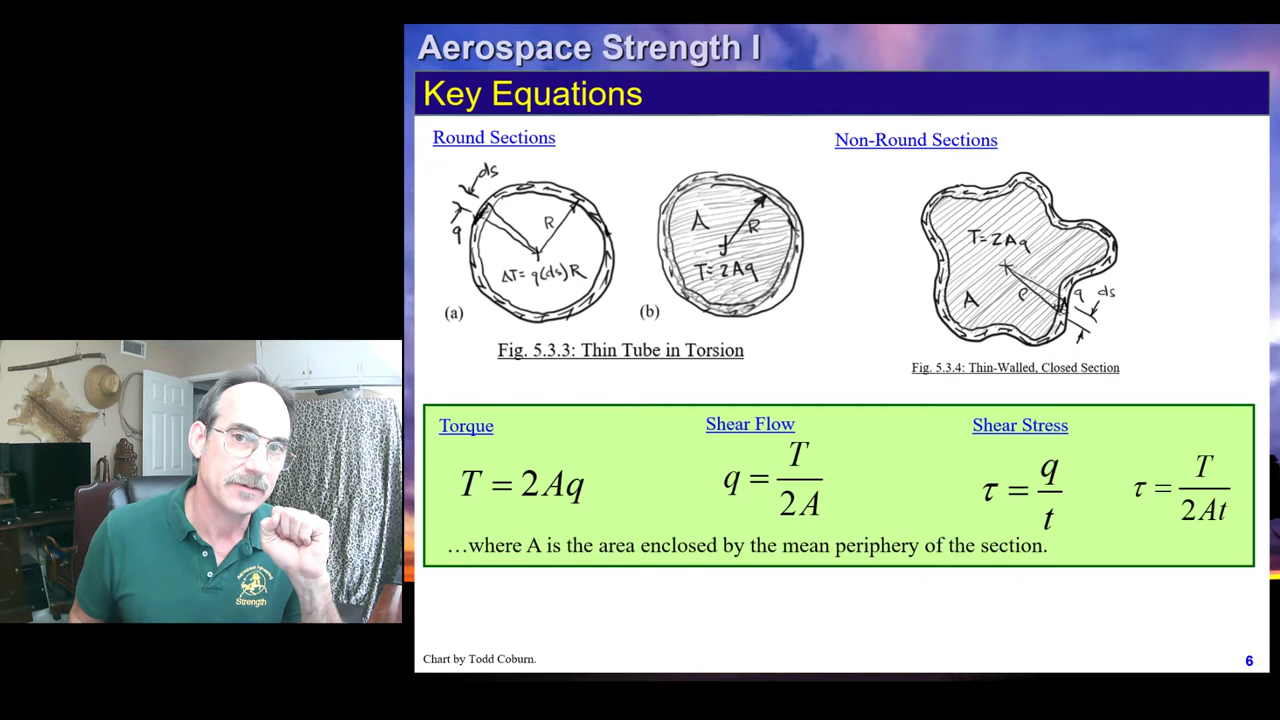 Aerospace Strength I
Key Equations
Round Sections
Non-Round Sections
ds
q
R
ΔT= q(ds)R
(a)
A
R
T=2Aq
(b)
T=2Aq
A
ρ
q
ds
Fig. 5.3.3: Thin Tube in Torsion
Fig. 5.3.4: Thin-Walled, Closed Section
Torque
Shear Flow
Shear Stress
T = 2Aq
q = T / 2A
τ = q / t
τ = T / 2At
…where A is the area enclosed by the mean periphery of the section.
Strength
Chart by Todd Coburn.
6